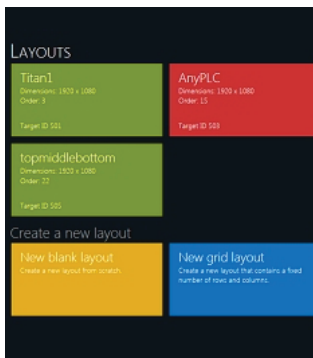 LAYOUTS
Titan1
Dimensions: 1920 x 1080
Order: 3
Target ID 501
AnyPLC
Dimensions: 1920 x 1080
Order: 15
Target ID 503
topmiddlebottom
Dimensions: 1920 x 1080
Order: 22
Target ID 505
Create a new layout
New blank layout
Create a new layout from scratch.
New grid layout
Create a new layout that contains a fixed
number of rows and columns.